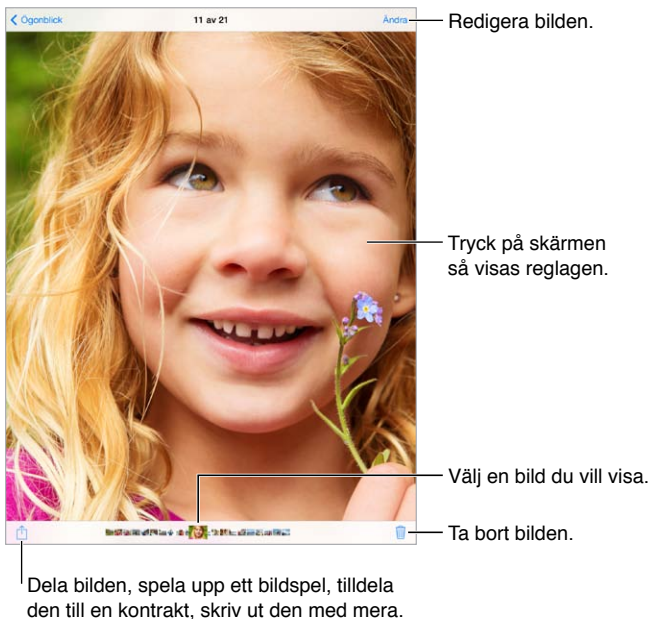 Ögonblick 11 av 21 Ändra
Redigera bilden.
Tryck på skärmen
så visas reglagen.
Välj en bild du vill visa.
Ta bort bilden.
Dela bilden, spela upp ett bildspel, tilldela
den till en kontrakt, skriv ut den med mera.